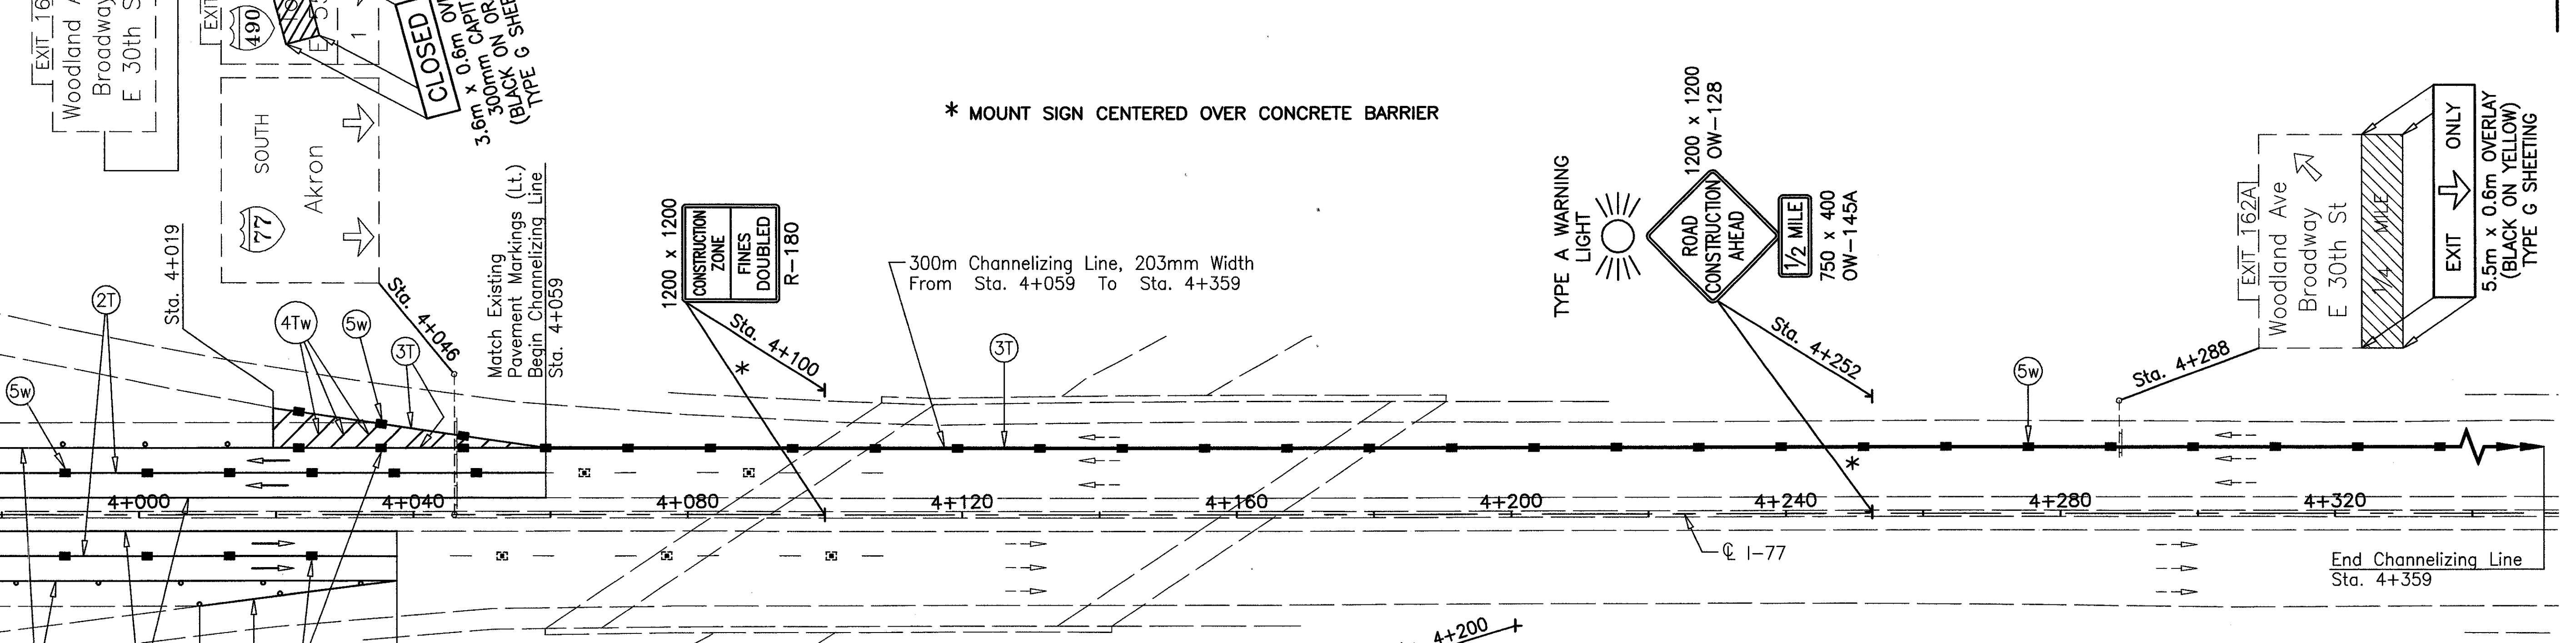 EXIT 16
Woodland A
Broadway
E 30th S
EXIT
490
1
CLOSED
3.6m x 0.6m OV
300mm CAPIT
(BLACK ON OR
(TYPE G SHEE
77
SOUTH
Akron
Sta. 4+019
Sta. 4+046
2T
4Tw
5w
3T
5w
Match Existing
Pavement Markings (Lt.)
Begin Channelizing Line
Sta. 4+059
1200 x 1200
CONSTRUCTION
ZONE
FINES
DOUBLED
R-180
Sta. 4+100
*
* MOUNT SIGN CENTERED OVER CONCRETE BARRIER
300m Channelizing Line, 203mm Width
From Sta. 4+059 To Sta. 4+359
3T
TYPE A WARNING
LIGHT
1200 x 1200
OW-128
ROAD
CONSTRUCTION
AHEAD
1/2 MILE
750 x 400
OW-145A
Sta. 4+252
*
5w
Sta. 4+288
EXIT 162A
Woodland Ave
Broadway
E 30th St
1/4 MILE
EXIT ONLY
5.5m x 0.6m OVERLAY
(BLACK ON YELLOW)
TYPE G SHEETING
4+000
4+040
4+080
4+120
4+160
4+200
4+240
4+280
4+320
℄ I-77
End Channelizing Line
Sta. 4+359
4+200